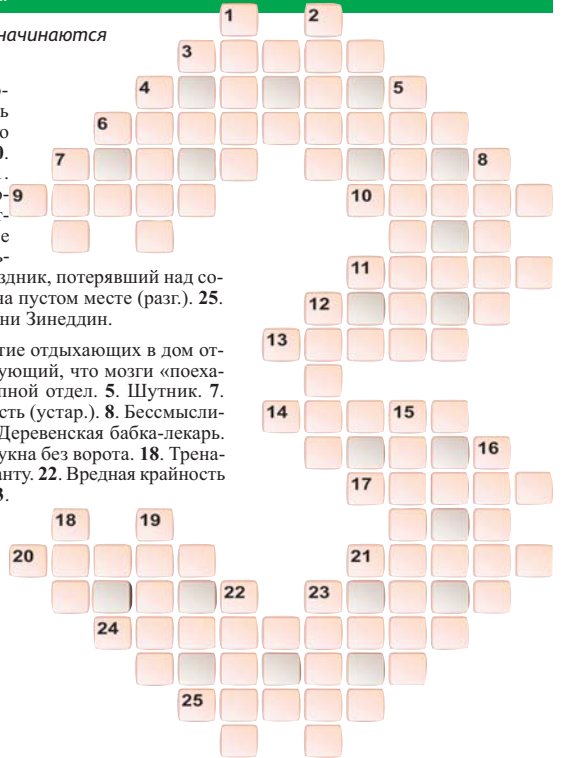 начинаются
о-
ь
о
0.
.
о-
т-
е
ь-
здник, потерявший над со-
на пустом месте (разг.). 25.
ни Зинеддин.
тие отдыхающих в дом от-
ующий, что мозги «поеха-
пной отдел. 5. Шутник. 7.
сть (устар.). 8. Бессмысли-
Деревенская бабка-лекарь.
укна без ворота. 18. Трена-
анту. 22. Вредная крайность
3.
1 2
3
4 5
6
7 8
9 10
11
12
13
14 15
16
17
18 19
20 21
22 23
24
25